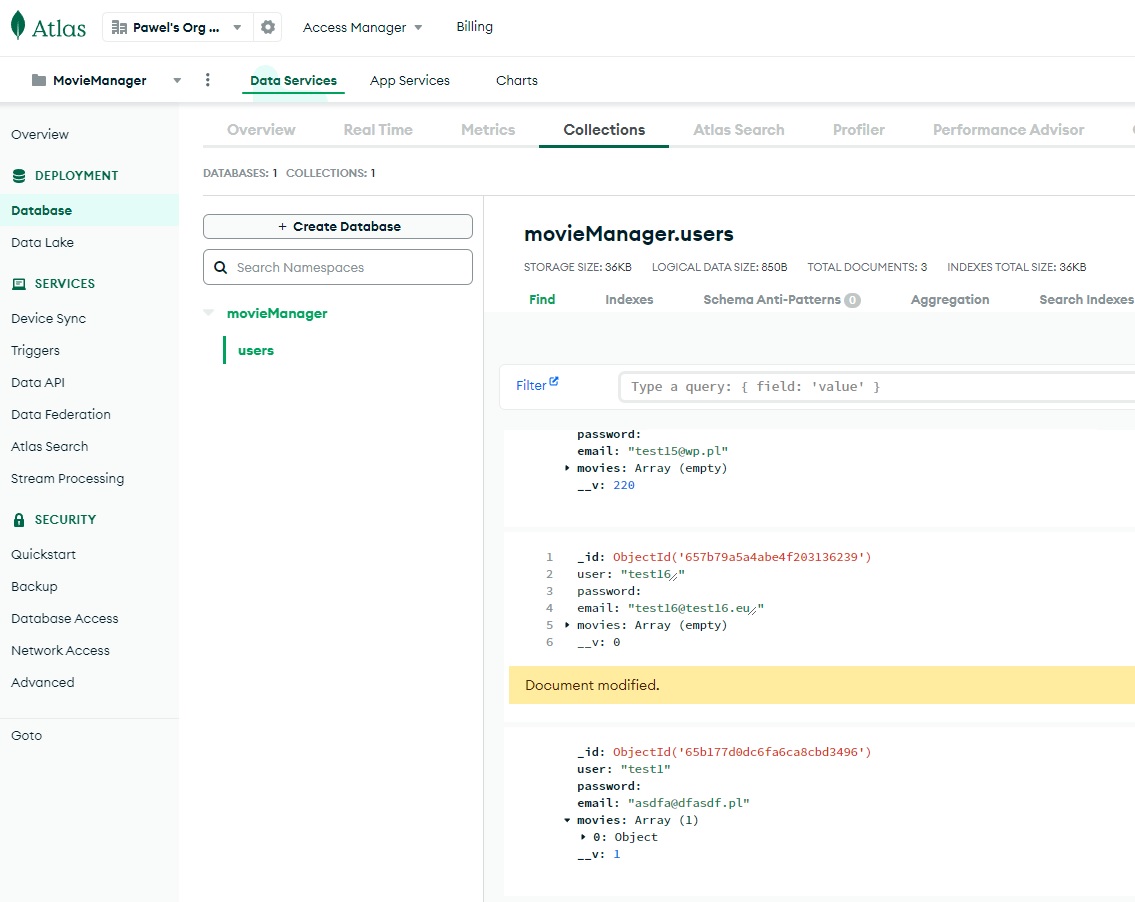 Atlas
Pawel's Org ...
Access Manager
Billing
MovieManager
Data Services
App Services
Charts
Overview
DEPLOYMENT
Database
Data Lake
SERVICES
Device Sync
Triggers
Data API
Data Federation
Atlas Search
Stream Processing
SECURITY
Quickstart
Backup
Database Access
Network Access
Advanced
Goto
Overview
Real Time
Metrics
Collections
Atlas Search
Profiler
Performance Advisor
DATABASES: 1 COLLECTIONS: 1
+ Create Database
Search Namespaces
movieManager
users
movieManager.users
STORAGE SIZE: 36KB LOGICAL DATA SIZE: 850B TOTAL DOCUMENTS: 3 INDEXES TOTAL SIZE: 36KB
Find
Indexes
Schema Anti-Patterns 0
Aggregation
Search Indexes
Filter
Type a query: { field: 'value' }
password:
email: "test15@wp.pl"
movies: Array (empty)
__v: 220
1 _id: ObjectId('657b79a5a4abe4f203136239')
2 user: "test16"
3 password:
4 email: "test16@test16.eu"
5 movies: Array (empty)
6 __v: 0
Document modified.
_id: ObjectId('65b177d0dc6fa6ca8cbd3496')
user: "test1"
password:
email: "asdfa@dfasdf.pl"
movies: Array (1)
0: Object
__v: 1